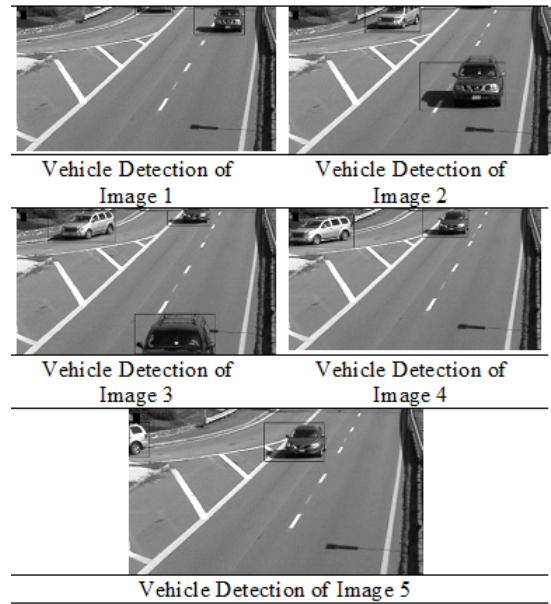 Vehicle Detection of
Image 1
Vehicle Detection of
Image 2
Vehicle Detection of
Image 3
Vehicle Detection of
Image 4
Vehicle Detection of Image 5